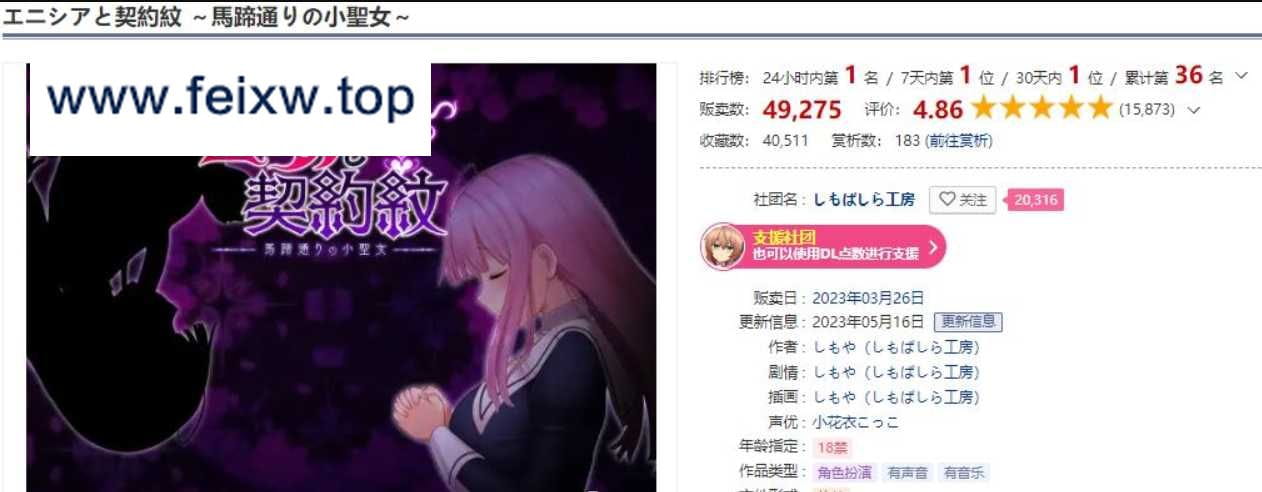 エニシアと契約紋 ~馬蹄通りの小聖女~
www.feixw.top
契約紋
馬蹄通りの小聖女
排行榜: 24小时内第 1 名 / 7天内第 1 位 / 30天内 1 位 / 累计第 36 名
贩卖数: 49,275 评价: 4.86 ★★★★★ (15,873)
收藏数: 40,511 赏析数: 183 (前往赏析)
社团名 : しもばしら工房 ♡关注 20,316
支援社团
也可以使用DL点数进行支援
贩卖日 : 2023年03月26日
更新信息 : 2023年05月16日 更新信息
作者 : しもや(しもばしら工房)
剧情 : しもや(しもばしら工房)
插画 : しもや(しもばしら工房)
声优 : 小花衣こっこ
年龄指定 : 18禁
作品类型 : 角色扮演 有声音 有音乐